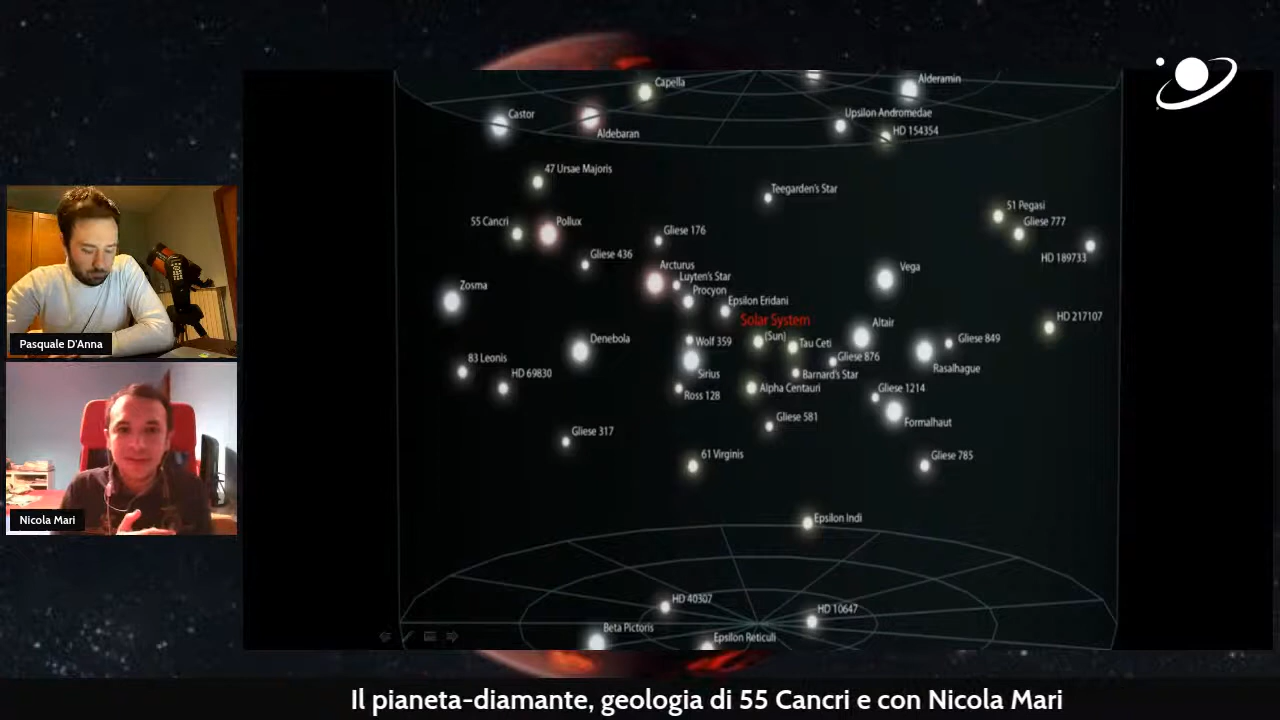 Capella
Alderamin
Castor
Upsilon Andromedae
Aldebaran
HD 154354
47 Ursae Majoris
Teegarden's Star
51 Pegasi
55 Cancri
Pollux
Gliese 777
Gliese 176
HD 189733
Gliese 436
Arcturus
Vega
Luyten's Star
Zosma
Procyon
Epsilon Eridani
Solar System
HD 217107
Altair
(Sun)
Denebola
Wolf 359
Tau Ceti
Gliese 849
83 Leonis
Gliese 876
Rasalhague
HD 69830
Sirius
Barnard's Star
Ross 128
Alpha Centauri
Gliese 1214
Gliese 581
Formalhaut
Gliese 317
61 Virginis
Gliese 785
Epsilon Indi
HD 40307
HD 10647
Beta Pictoris
Epsilon Reticuli
Pasquale D'Anna
Nicola Mari
Il pianeta-diamante, geologia di 55 Cancri e con Nicola Mari